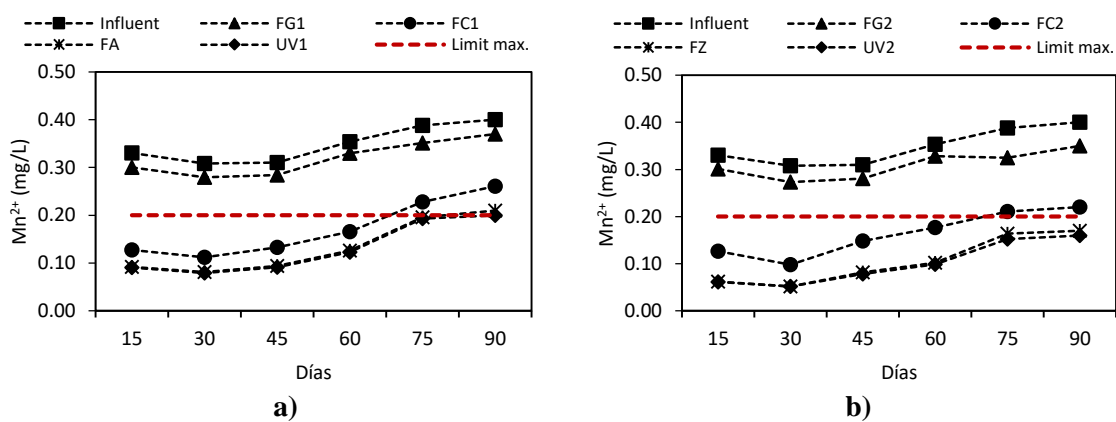 Influent FG1 FC1
FA UV1 Limit max.
0.50
0.40
0.30
0.20
0.10
0.00
Mn²⁺ (mg/L)
15 30 45 60 75 90
Días
a)
Influent FG2 FC2
FZ UV2 Limit max.
0.50
0.40
0.30
0.20
0.10
0.00
Mn²⁺ (mg/L)
15 30 45 60 75 90
Días
b)